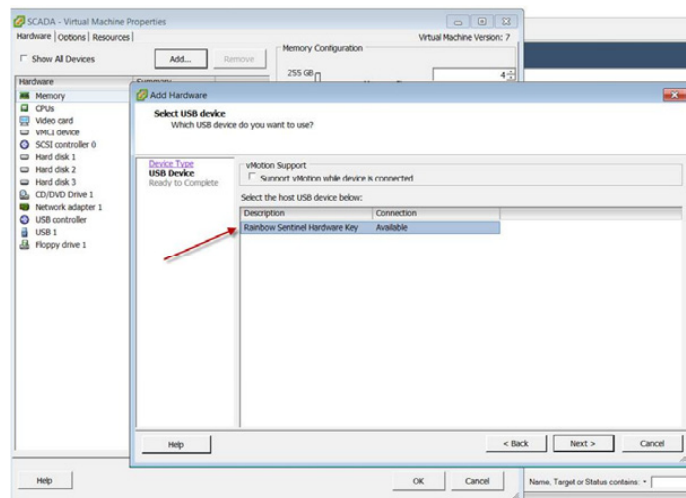 SCADA - Virtual Machine Properties
Hardware | Options | Resources |
Virtual Machine Version: 7
Show All Devices
Add...
Remove
Memory Configuration
255 GB
4
Hardware
Summary
Memory
CPUs
Video card
VMCI device
SCSI controller 0
Hard disk 1
Hard disk 2
Hard disk 3
CD/DVD Drive 1
Network adapter 1
USB controller
USB 1
Floppy drive 1
Add Hardware
Select USB device
Which USB device do you want to use?
Device Type
USB Device
Ready to Complete
vMotion Support
Support vMotion while device is connected
Select the host USB device below:
Description Connection
Rainbow Sentinel Hardware Key Available
Help
< Back
Next >
Cancel
Help
OK
Cancel
Name, Target or Status contains: